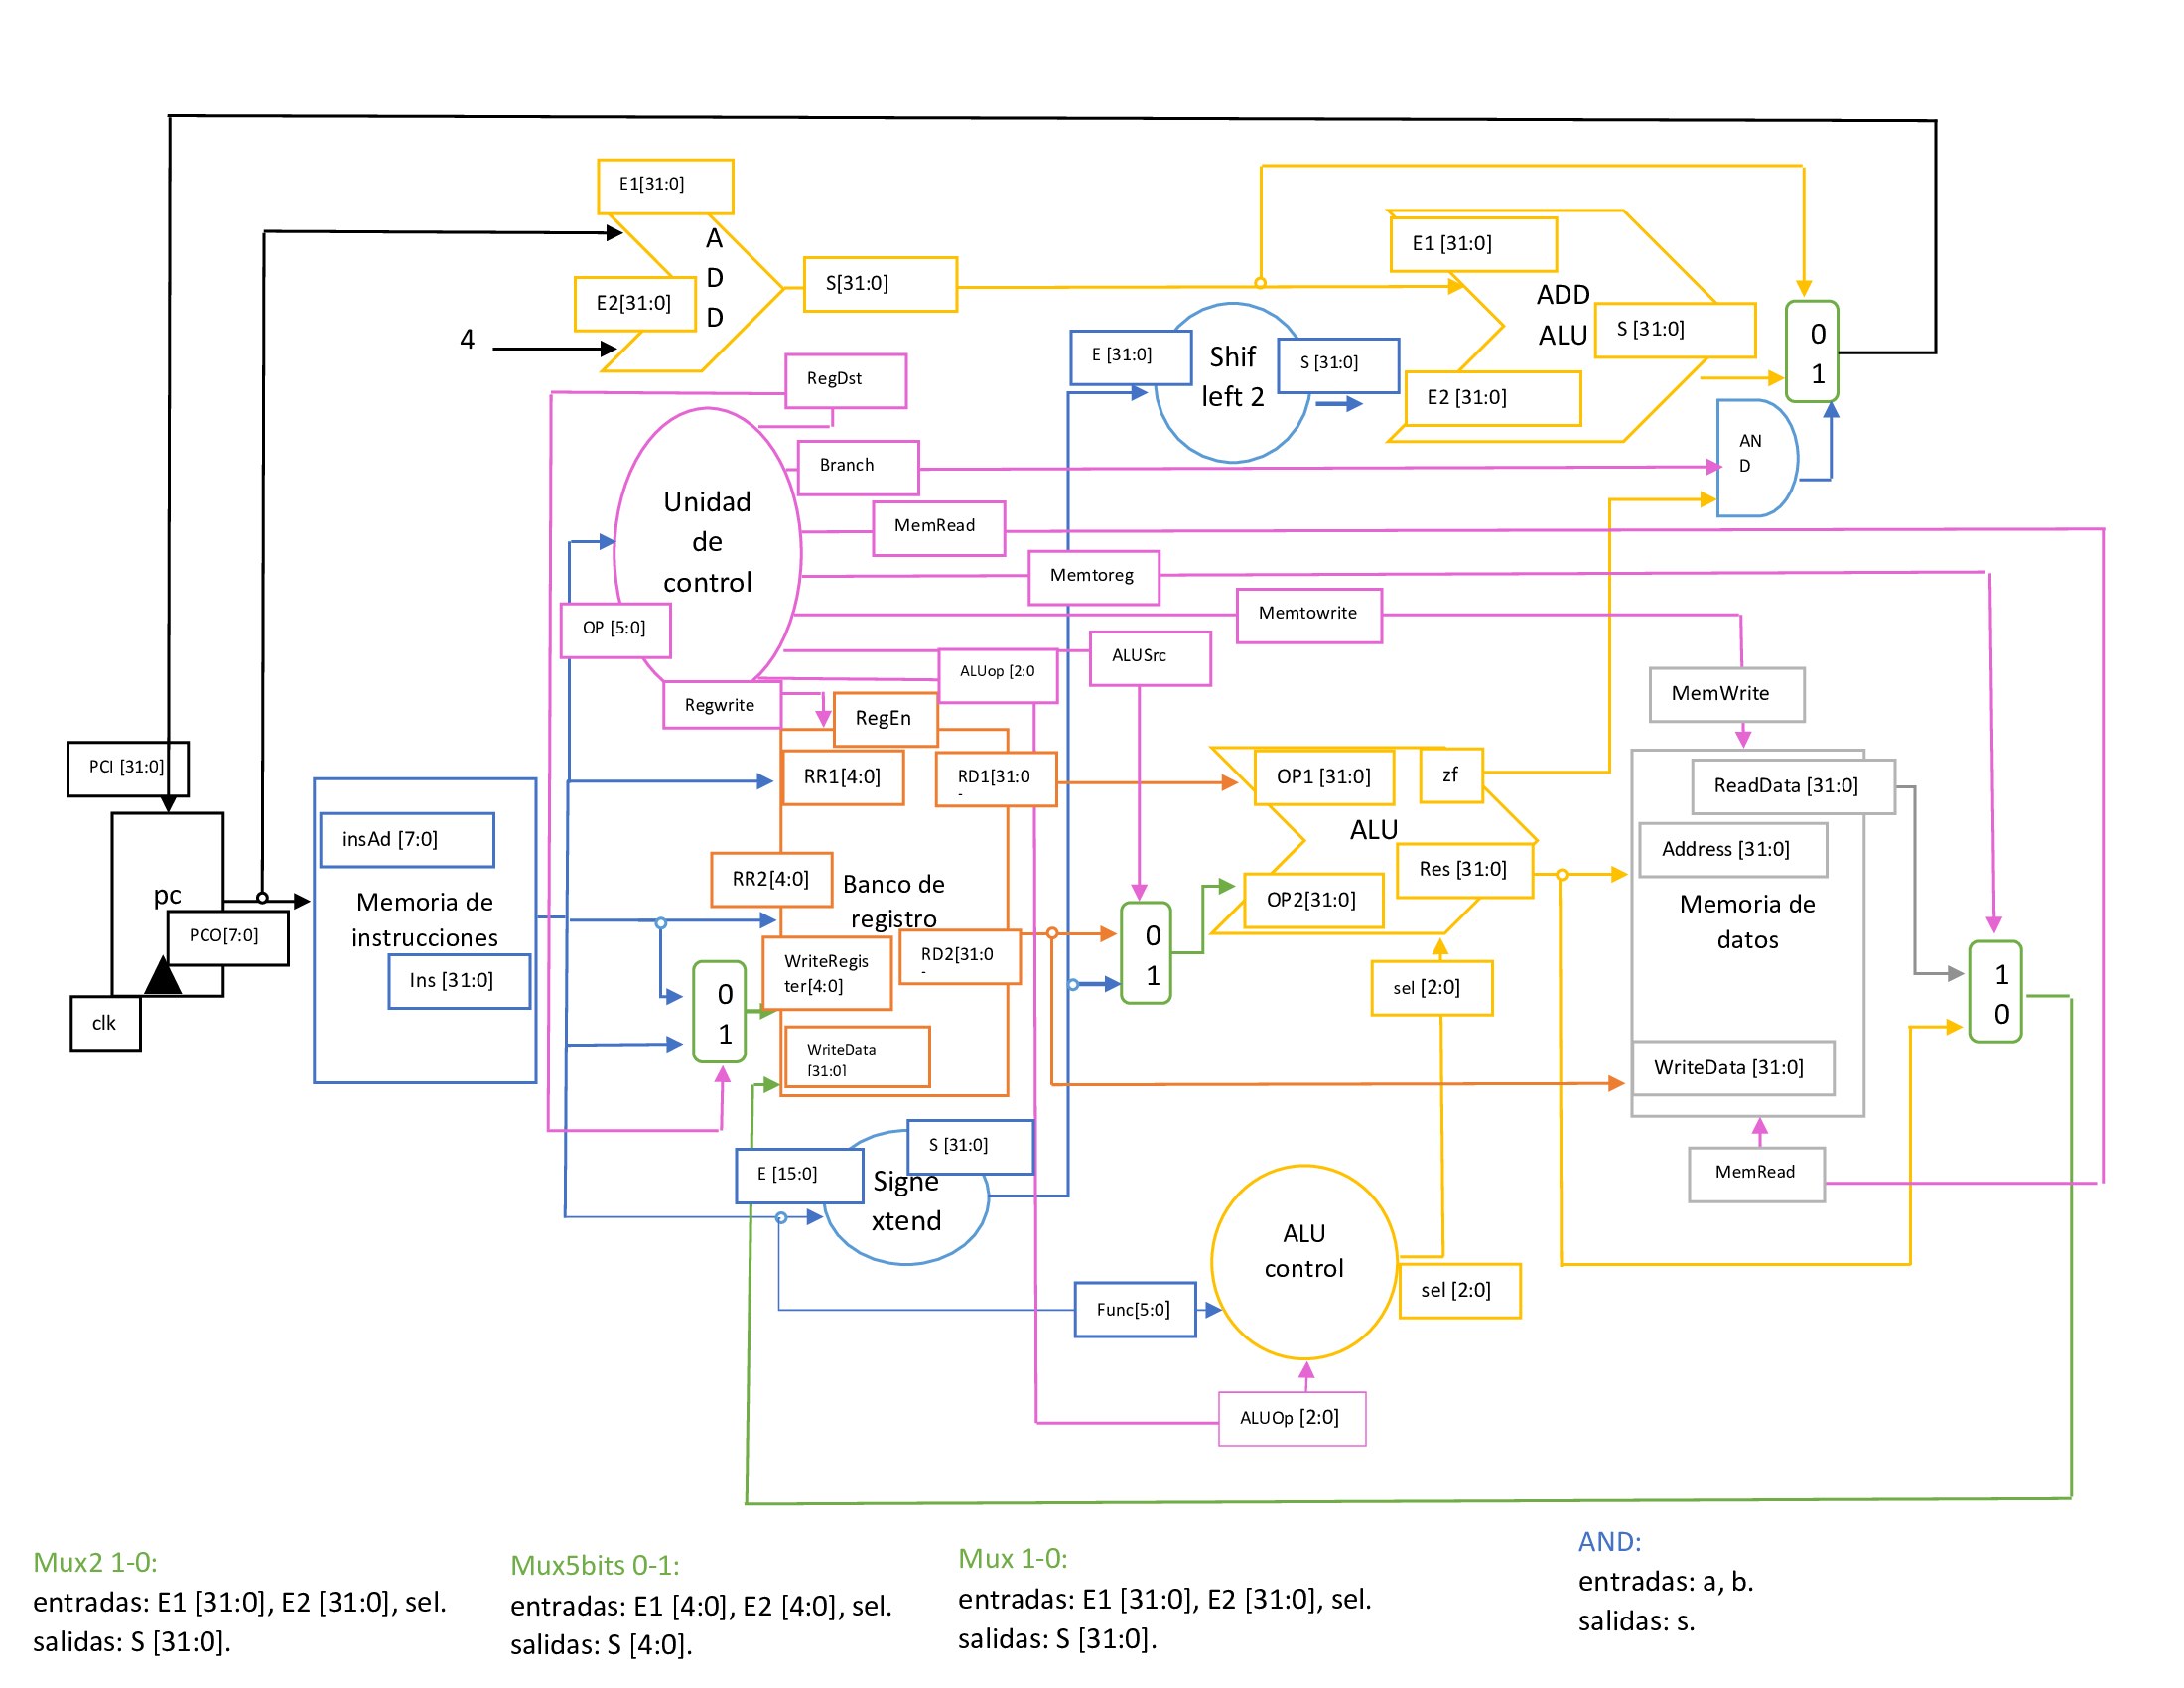 E1[31:0]
A
D
D
E2[31:0]
S[31:0]
4
E1 [31:0]
ADD
ALU
S [31:0]
E2 [31:0]
0
1
E [31:0]
Shif
left 2
S [31:0]
RegDst
Branch
AN
D
Unidad
de
control
MemRead
Memtoreg
Memtowrite
OP [5:0]
ALUSrc
ALUop [2:0
Regwrite
RegEn
MemWrite
PCI [31:0]
pc
PCO[7:0]
clk
insAd [7:0]
Memoria de
instrucciones
Ins [31:0]
RR1[4:0]
RD1[31:0
-
RR2[4:0]
Banco de
registro
WriteRegis
ter[4:0]
RD2[31:0
-
WriteData
[31:0]
0
1
0
1
OP1 [31:0]
zf
ALU
Res [31:0]
OP2[31:0]
sel [2:0]
ReadData [31:0]
Address [31:0]
Memoria de
datos
WriteData [31:0]
MemRead
1
0
E [15:0]
S [31:0]
Signe
xtend
ALU
control
sel [2:0]
Func[5:0]
ALUOp [2:0]
Mux2 1-0:
entradas: E1 [31:0], E2 [31:0], sel.
salidas: S [31:0].
Mux5bits 0-1:
entradas: E1 [4:0], E2 [4:0], sel.
salidas: S [4:0].
Mux 1-0:
entradas: E1 [31:0], E2 [31:0], sel.
salidas: S [31:0].
AND:
entradas: a, b.
salidas: s.